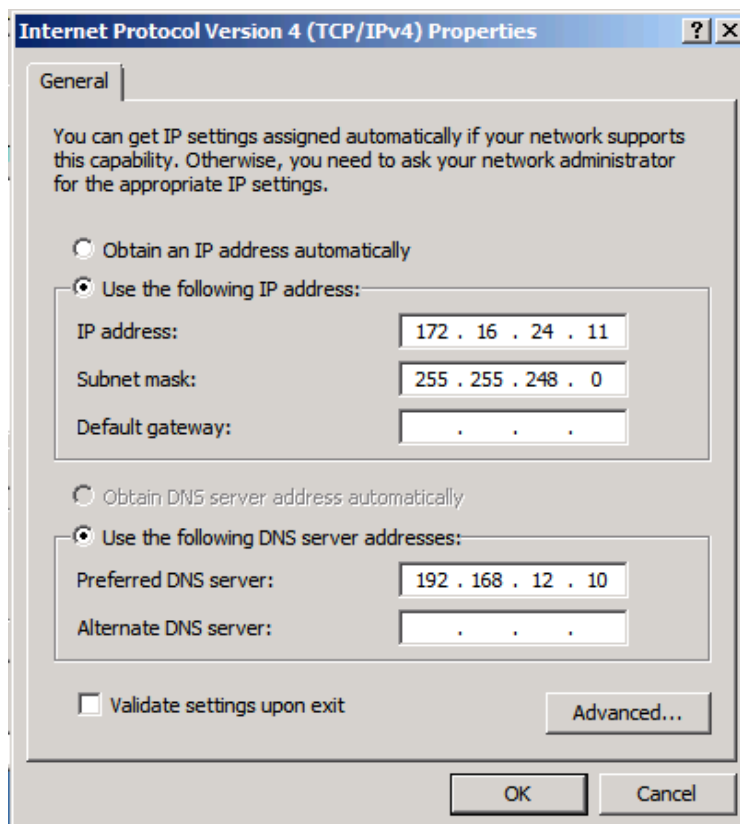 Internet Protocol Version 4 (TCP/IPv4) Properties ? X
General
You can get IP settings assigned automatically if your network supports
this capability. Otherwise, you need to ask your network administrator
for the appropriate IP settings.
Obtain an IP address automatically
Use the following IP address:
IP address: 172 . 16 . 24 . 11
Subnet mask: 255 . 255 . 248 . 0
Default gateway: . . .
Obtain DNS server address automatically
Use the following DNS server addresses:
Preferred DNS server: 192 . 168 . 12 . 10
Alternate DNS server: . . .
Validate settings upon exit
Advanced...
OK Cancel